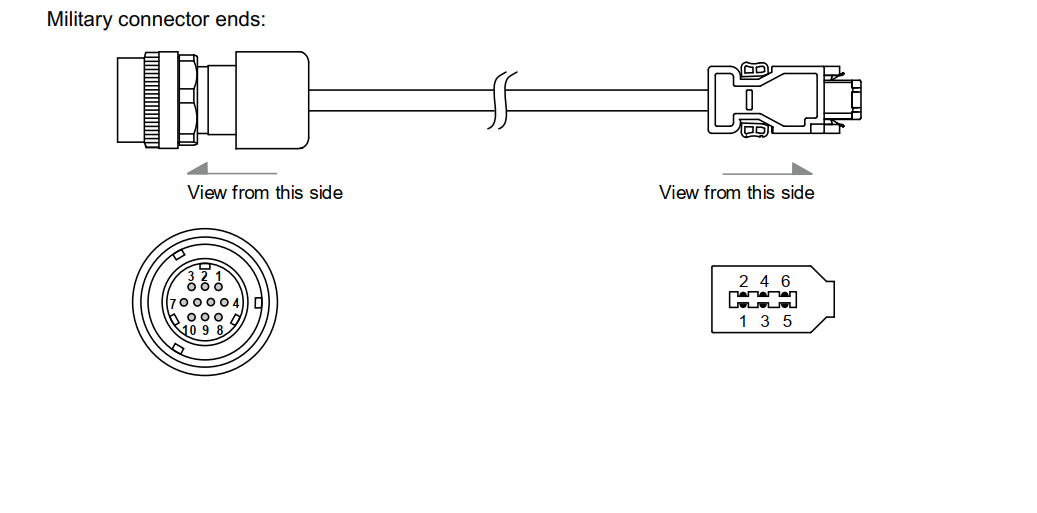 Military connector ends:
View from this side
View from this side
3 2 1
7 4
10 9 8
2 4 6
1 3 5